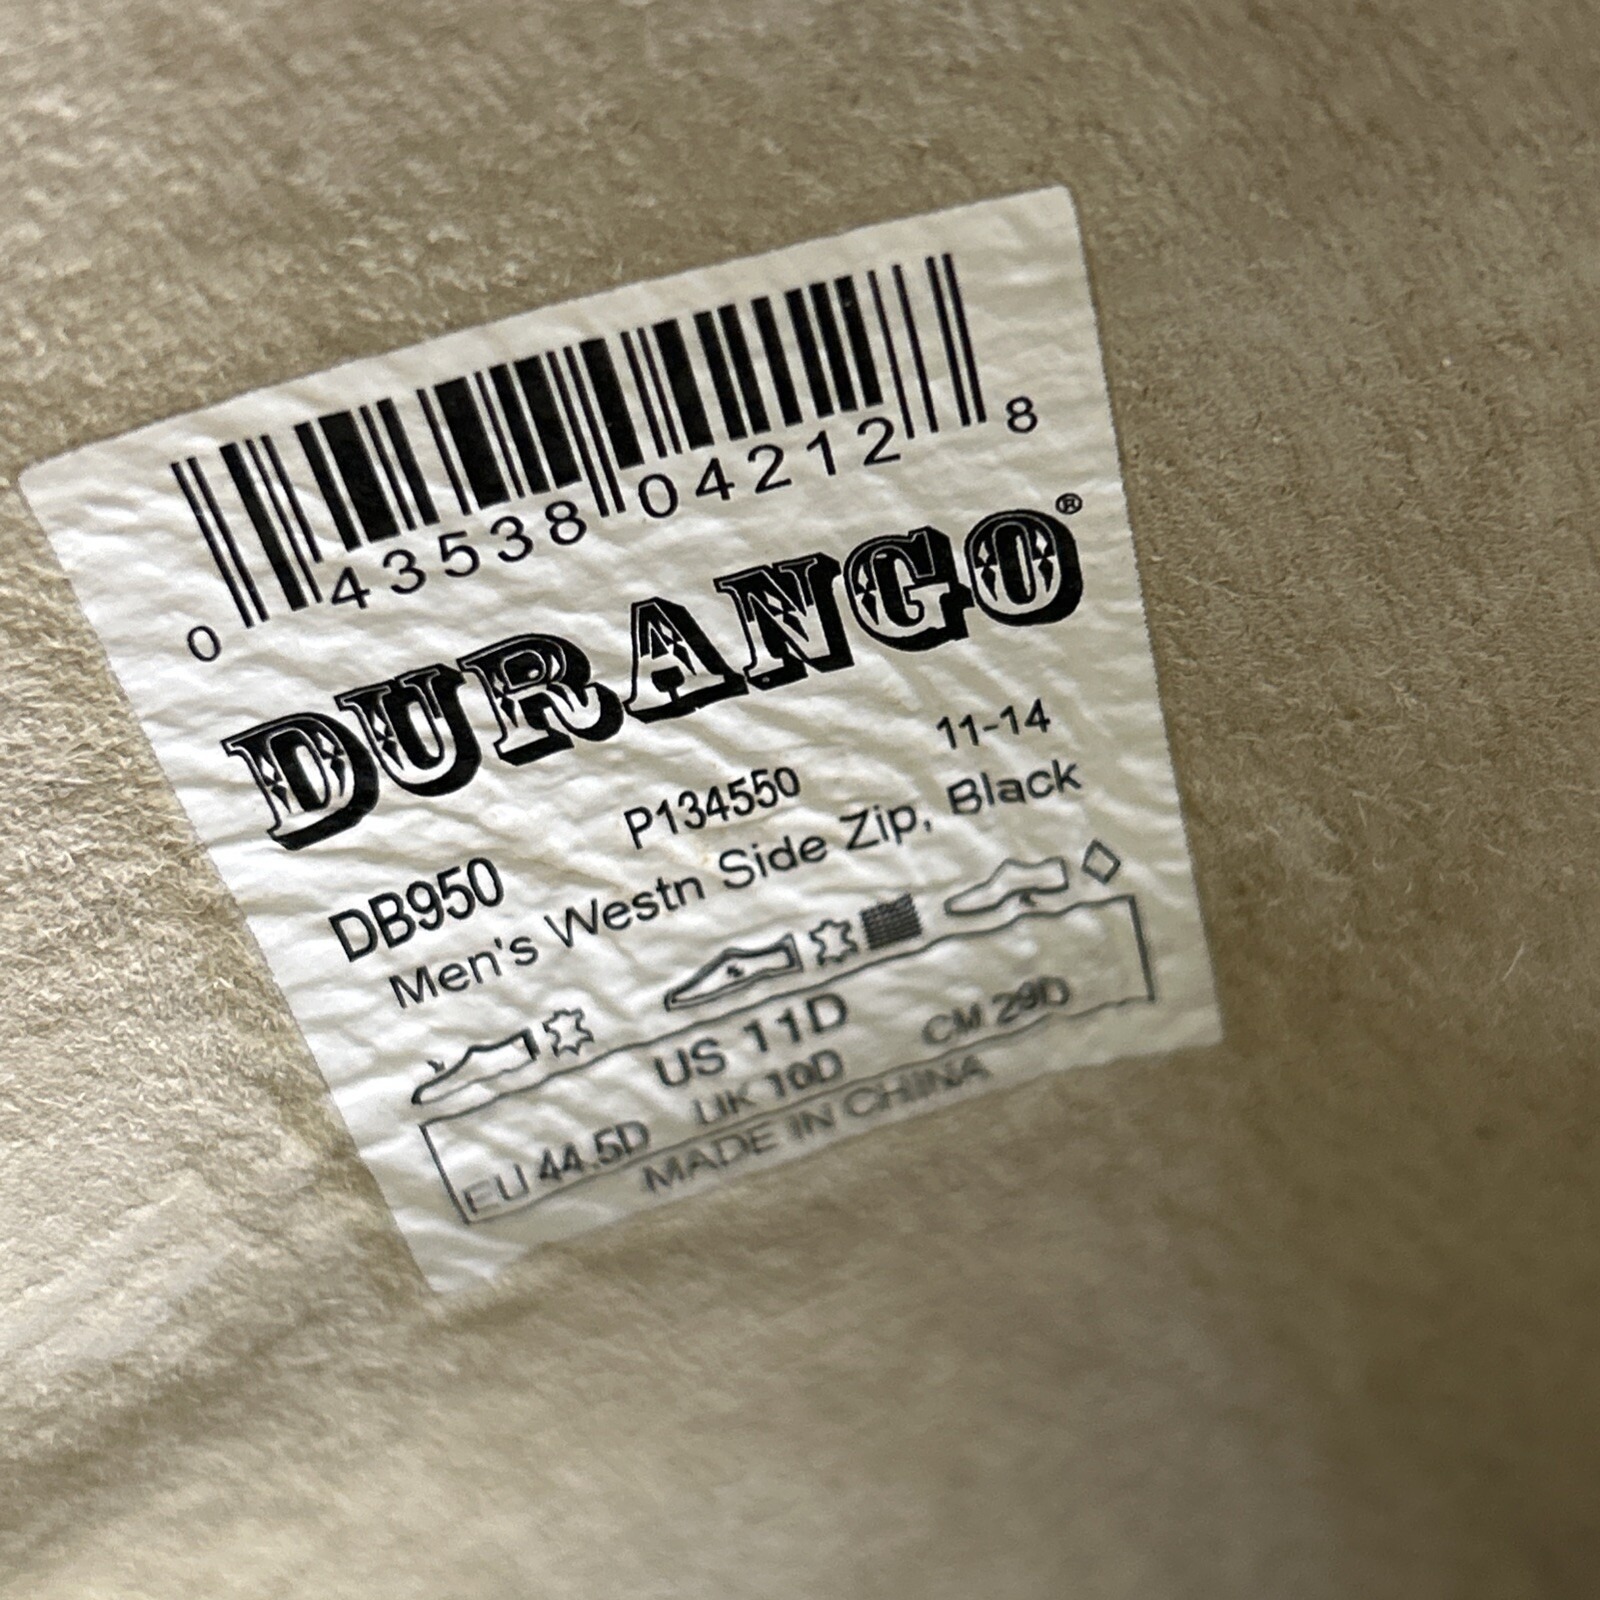 0 43538 04212 8
DURANGO®
DB950 P134550 11-14
Men's Westn Side Zip, Black
US 11D
EU 44.5D UK 10D CM 29D
MADE IN CHINA